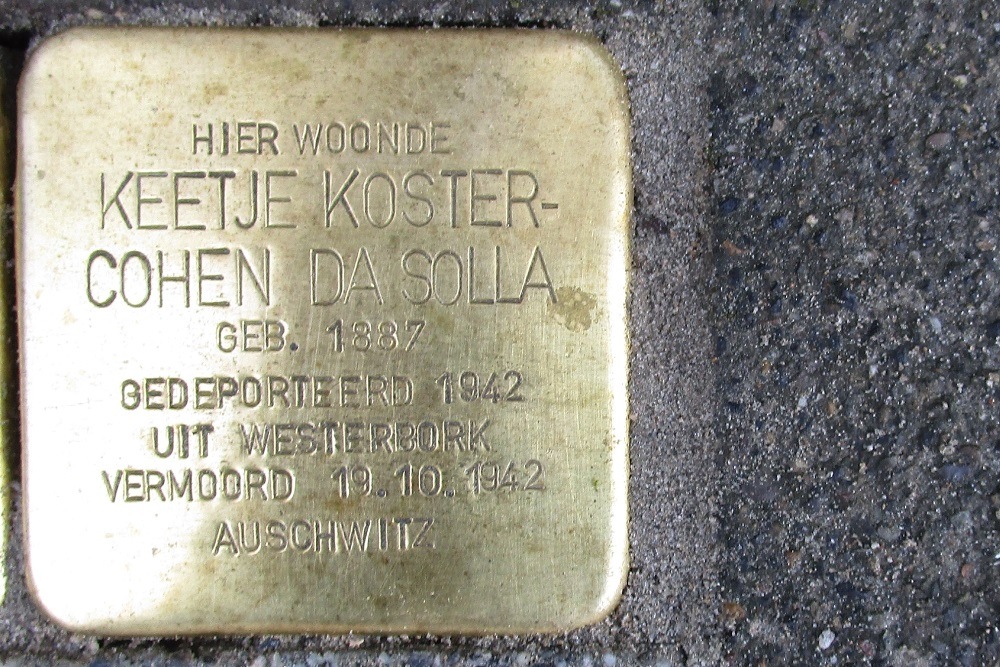 HIER WOONDE
KEETJE KOSTER-
COHEN DA SOLLA
GEB. 1887
GEDEPORTEERD 1942
UIT WESTERBORK
VERMOORD 19.10.1942
AUSCHWITZ